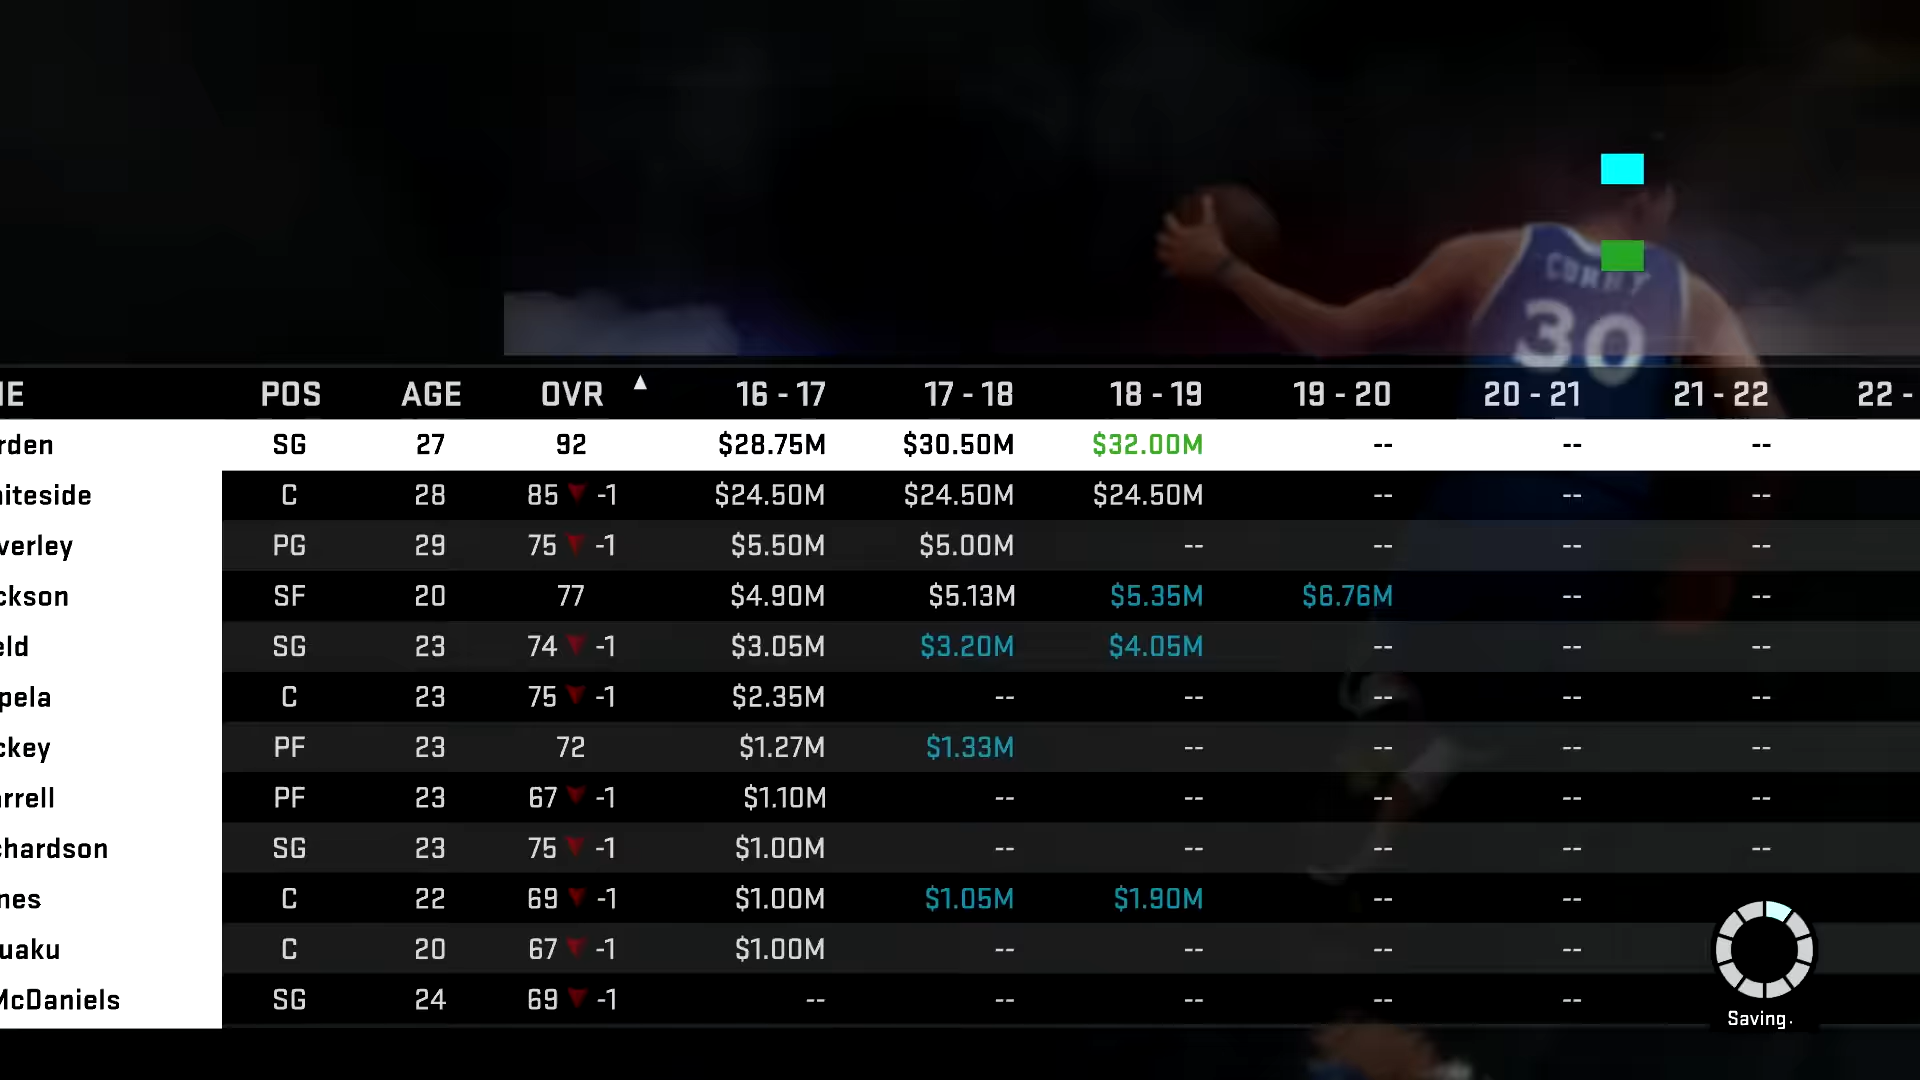 CURRY
30
IE POS AGE OVR ▲ 16 - 17 17 - 18 18 - 19 19 - 20 20 - 21 21 - 22 22 -
rden SG 27 92 $28.75M $30.50M $32.00M -- -- --
iteside C 28 85 ▼ -1 $24.50M $24.50M $24.50M -- -- --
verley PG 29 75 ▼ -1 $5.50M $5.00M -- -- -- --
ckson SF 20 77 $4.90M $5.13M $5.35M $6.76M -- --
eld SG 23 74 ▼ -1 $3.05M $3.20M $4.05M -- -- --
pela C 23 75 ▼ -1 $2.35M -- -- -- -- --
ckey PF 23 72 $1.27M $1.33M -- -- -- --
rrell PF 23 67 ▼ -1 $1.10M -- -- -- -- --
chardson SG 23 75 ▼ -1 $1.00M -- -- -- -- --
nes C 22 69 ▼ -1 $1.00M $1.05M $1.90M -- --
uaku C 20 67 ▼ -1 $1.00M -- -- -- --
McDaniels SG 24 69 ▼ -1 -- -- -- -- --
Saving.